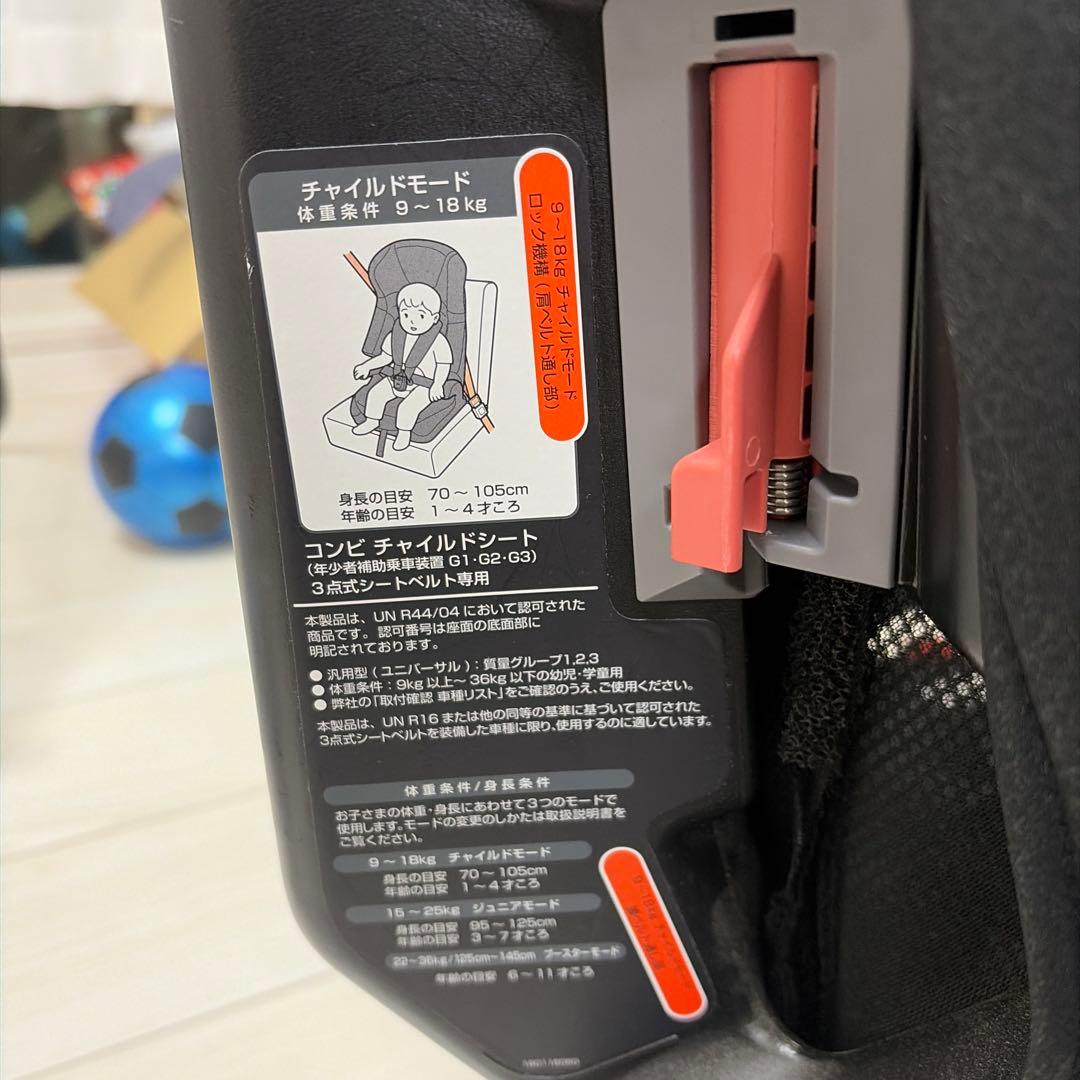 チャイルドモード
体重条件 9～18kg
9～18kg チャイルドモード
ロック機構（肩ベルト通し部）
身長の目安 70～105cm
年齢の目安 1～4才ころ
コンビ チャイルドシート
（年少者補助乗車装置 G1・G2・G3）
3点式シートベルト専用
本製品は、UN R44/04 において認可された
商品です。認可番号は座面の底面部に
明記されております。
● 汎用型（ユニバーサル）：質量グループ1,2,3
● 体重条件：9kg 以上～36kg 以下の幼児・学童用
● 弊社の「取付確認 車種リスト」をご確認のうえ、ご使用ください。
本製品は、UN R16 または他の同等の基準に基づいて認可された
3点式シートベルトを装備した車種に限り、使用するのに適しています。
体重条件/身長条件
お子さまの体重・身長にあわせて3つのモードで
使用します。モードの変更のしかたは取扱説明書を
ご覧ください。
9～18kg チャイルドモード
身長の目安 70～105cm
年齢の目安 1～4才ころ
15～25kg ジュニアモード
身長の目安 95～125cm
年齢の目安 3～7才ころ
22～36kg/125cm～145cm ブースターモード
年齢の目安 6～11才ころ
9～18kg チャイルドモード